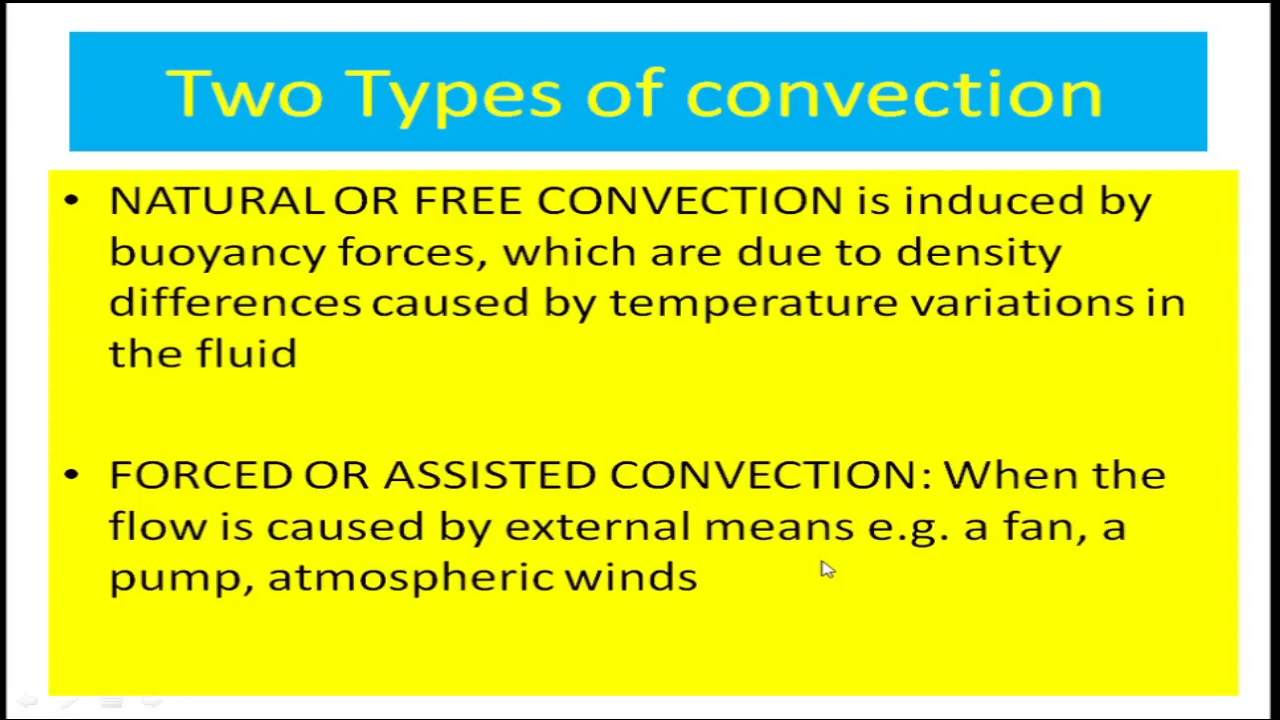 Two Types of convection
• NATURAL OR FREE CONVECTION is induced by
buoyancy forces, which are due to density
differences caused by temperature variations in
the fluid
• FORCED OR ASSISTED CONVECTION: When the
flow is caused by external means e.g. a fan, a
pump, atmospheric winds